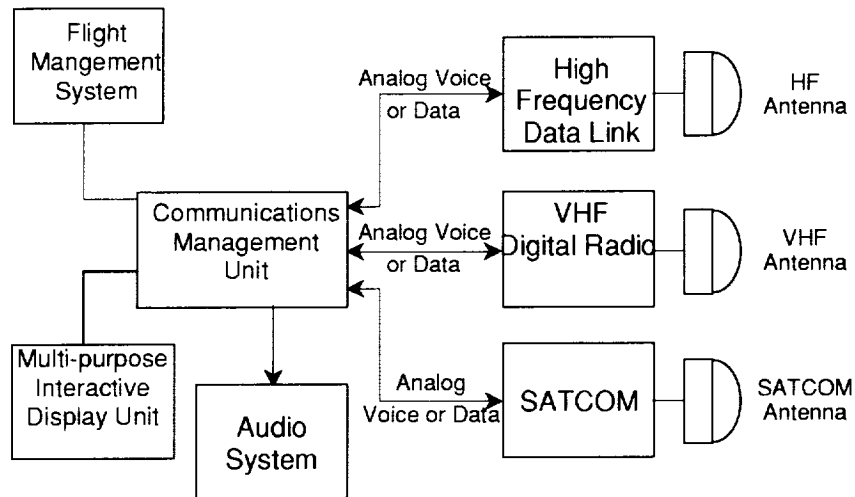 Flight
Mangement
System
Analog Voice
or Data
High
Frequency
Data Link
HF
Antenna
Communications
Management
Unit
Analog Voice
or Data
VHF
Digital Radio
VHF
Antenna
Multi-purpose
Interactive
Display Unit
Audio
System
Analog
Voice or Data
SATCOM
SATCOM
Antenna